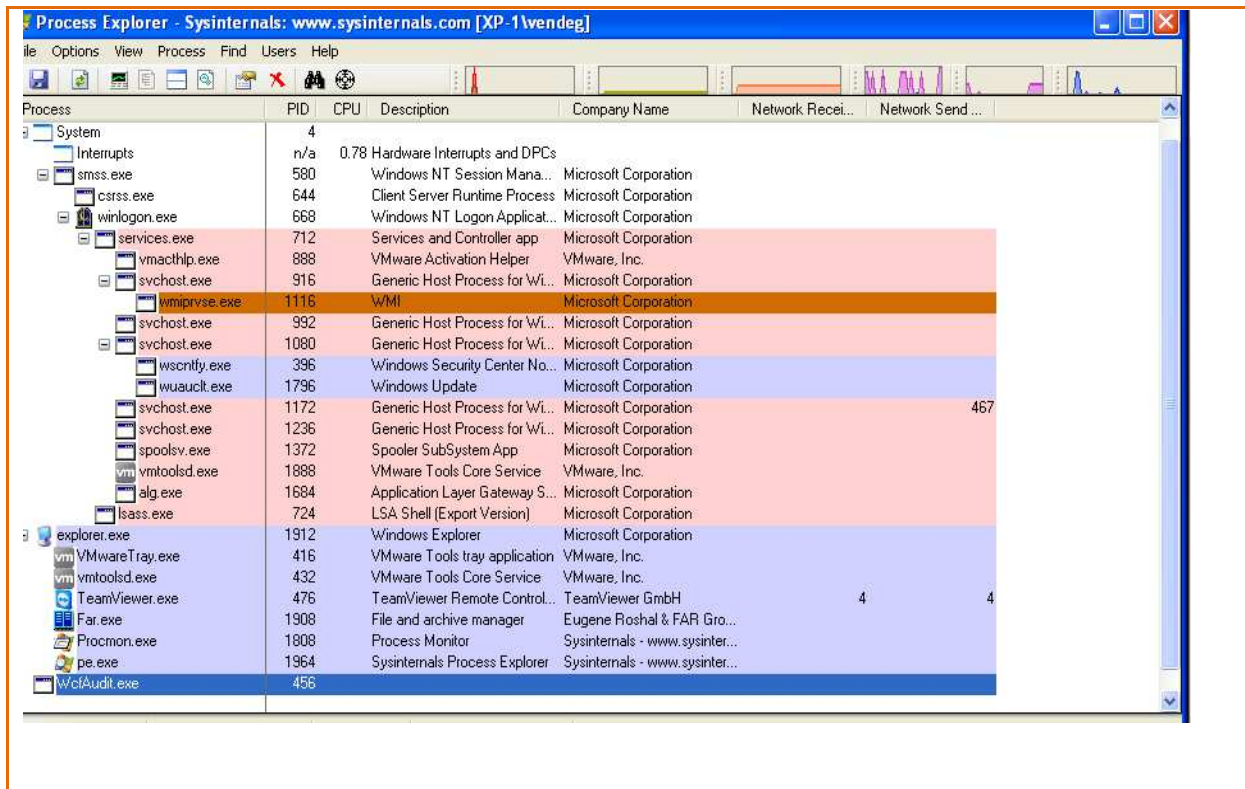 Process Explorer - Sysinternals: www.sysinternals.com [XP-1\vendeg]
ile Options View Process Find Users Help
Process PID CPU Description Company Name Network Recei... Network Send ...
System 4
Interrupts n/a 0.78 Hardware Interrupts and DPCs
smss.exe 580 Windows NT Session Mana... Microsoft Corporation
csrss.exe 644 Client Server Runtime Process Microsoft Corporation
winlogon.exe 668 Windows NT Logon Applicat... Microsoft Corporation
services.exe 712 Services and Controller app Microsoft Corporation
vmacthlp.exe 888 VMware Activation Helper VMware, Inc.
svchost.exe 916 Generic Host Process for Wi... Microsoft Corporation
wmiprvse.exe 1116 WMI Microsoft Corporation
svchost.exe 992 Generic Host Process for Wi... Microsoft Corporation
svchost.exe 1080 Generic Host Process for Wi... Microsoft Corporation
wscntfy.exe 396 Windows Security Center No... Microsoft Corporation
wuauclt.exe 1796 Windows Update Microsoft Corporation
svchost.exe 1172 Generic Host Process for Wi... Microsoft Corporation 467
svchost.exe 1236 Generic Host Process for Wi... Microsoft Corporation
spoolsv.exe 1372 Spooler SubSystem App Microsoft Corporation
vm vmtoolsd.exe 1888 VMware Tools Core Service VMware, Inc.
alg.exe 1684 Application Layer Gateway S... Microsoft Corporation
lsass.exe 724 LSA Shell (Export Version) Microsoft Corporation
explorer.exe 1912 Windows Explorer Microsoft Corporation
vm VMwareTray.exe 416 VMware Tools tray application VMware, Inc.
vm vmtoolsd.exe 432 VMware Tools Core Service VMware, Inc.
TeamViewer.exe 476 TeamViewer Remote Control... TeamViewer GmbH 4 4
Far.exe 1908 File and archive manager Eugene Roshal & FAR Gro...
Procmon.exe 1808 Process Monitor Sysinternals - www.sysinter...
pe.exe 1964 Sysinternals Process Explorer Sysinternals - www.sysinter...
WcfAudit.exe 456